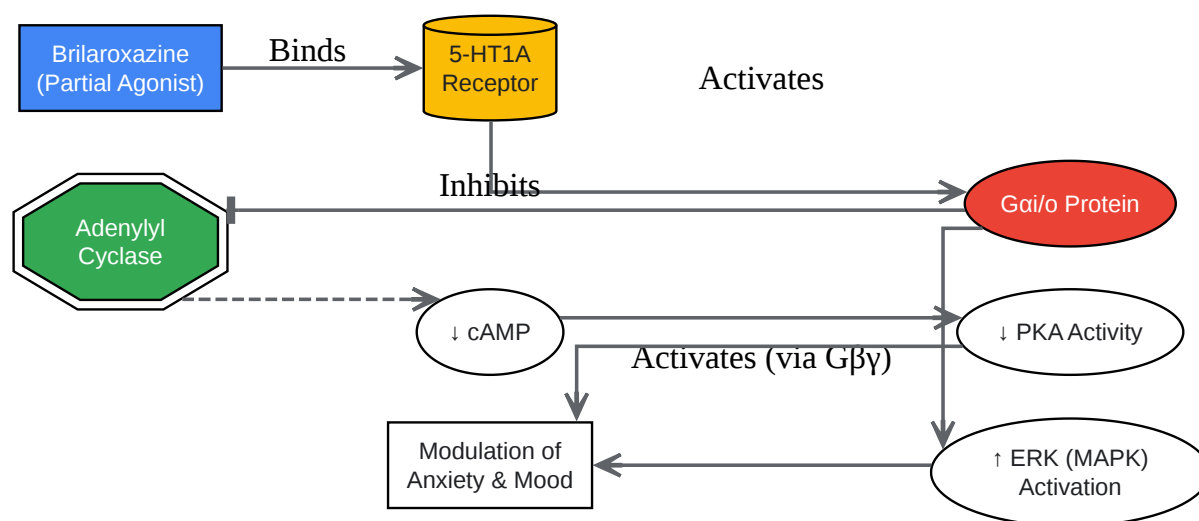 Brilaroxazine
(Partial Agonist)
Binds
5-HT1A
Receptor
Activates
Inhibits
Gαi/o Protein
Adenylyl
Cyclase
↓ cAMP
↓ PKA Activity
Activates (via Gβγ)
Modulation of
Anxiety & Mood
↑ ERK (MAPK)
Activation